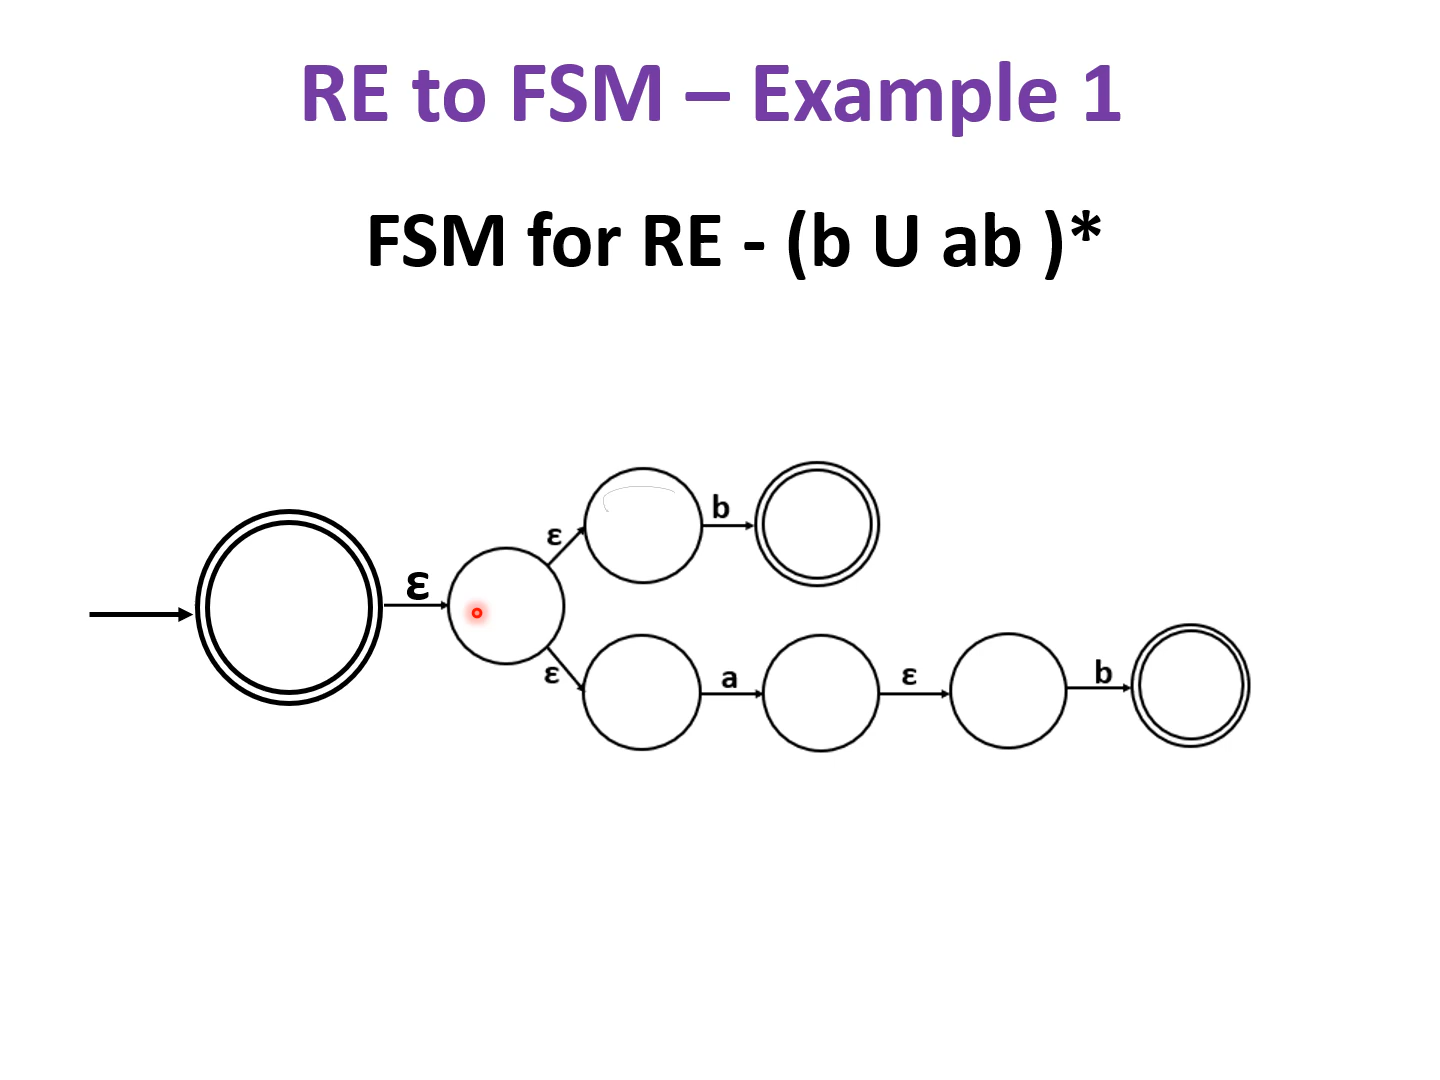 RE to FSM – Example 1
FSM for RE - (b U ab )*
ε b
ε
ε a ε b